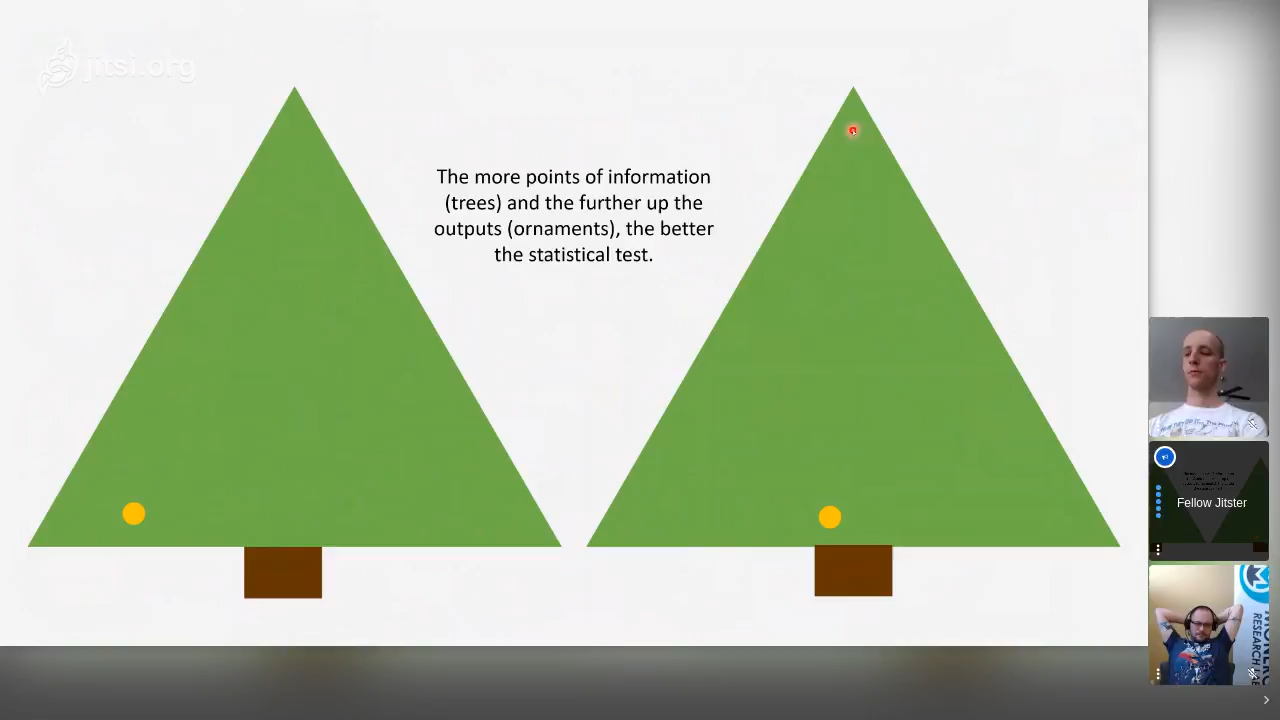 jitsi.org
The more points of information
(trees) and the further up the
outputs (ornaments), the better
the statistical test.
Fellow Jitster
RESEARCH